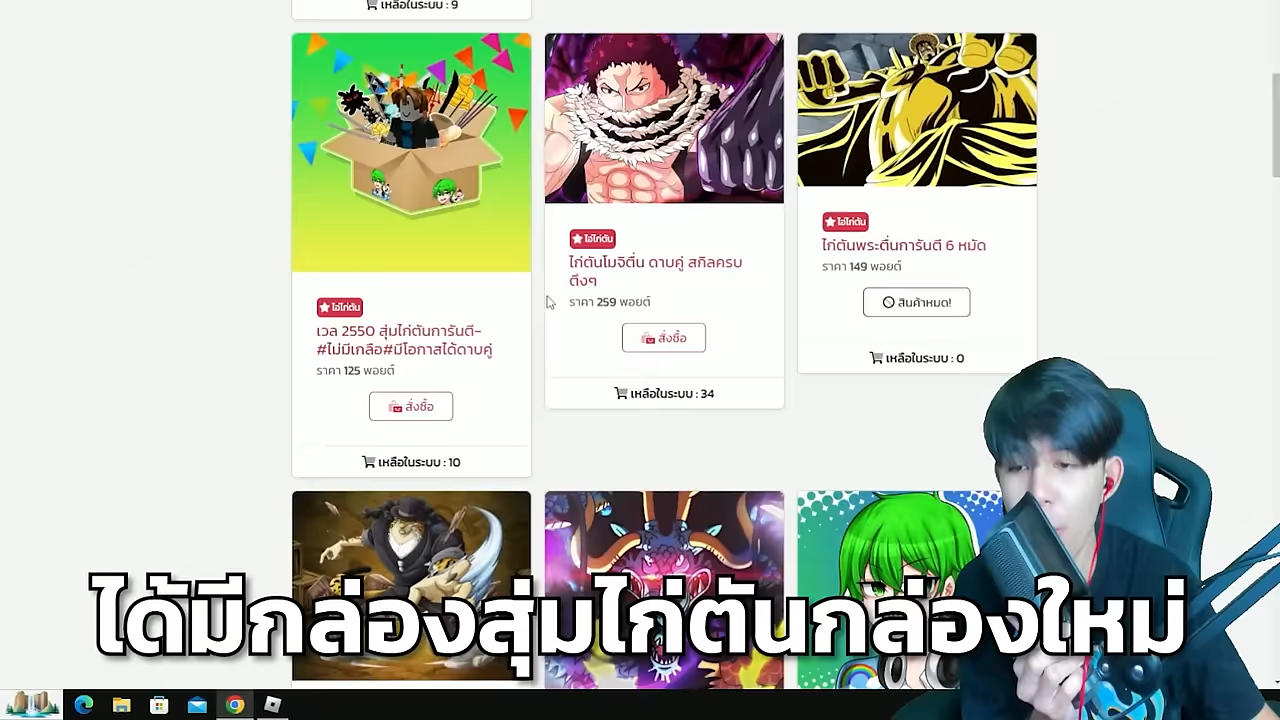 เหลือในระบบ : 9
ไอ่ไก่ตัน
เวล 2550 สุ่มไก่ตันการันตี-
#ไม่มีเกลือ#มีโอกาสได้ดาบคู่
ราคา 125 พอยต์
สั่งซื้อ
เหลือในระบบ : 10
ไอ่ไก่ตัน
ไก่ตันโมจิตื่น ดาบคู่ สกิลครบ
ตึงๆ
ราคา 259 พอยต์
สั่งซื้อ
เหลือในระบบ : 34
ไอ่ไก่ตัน
ไก่ตันพระตื่นการันตี 6 หมัด
ราคา 149 พอยต์
สินค้าหมด!
เหลือในระบบ : 0
ได้มีกล่องสุ่มไก่ตันกล่องใหม่